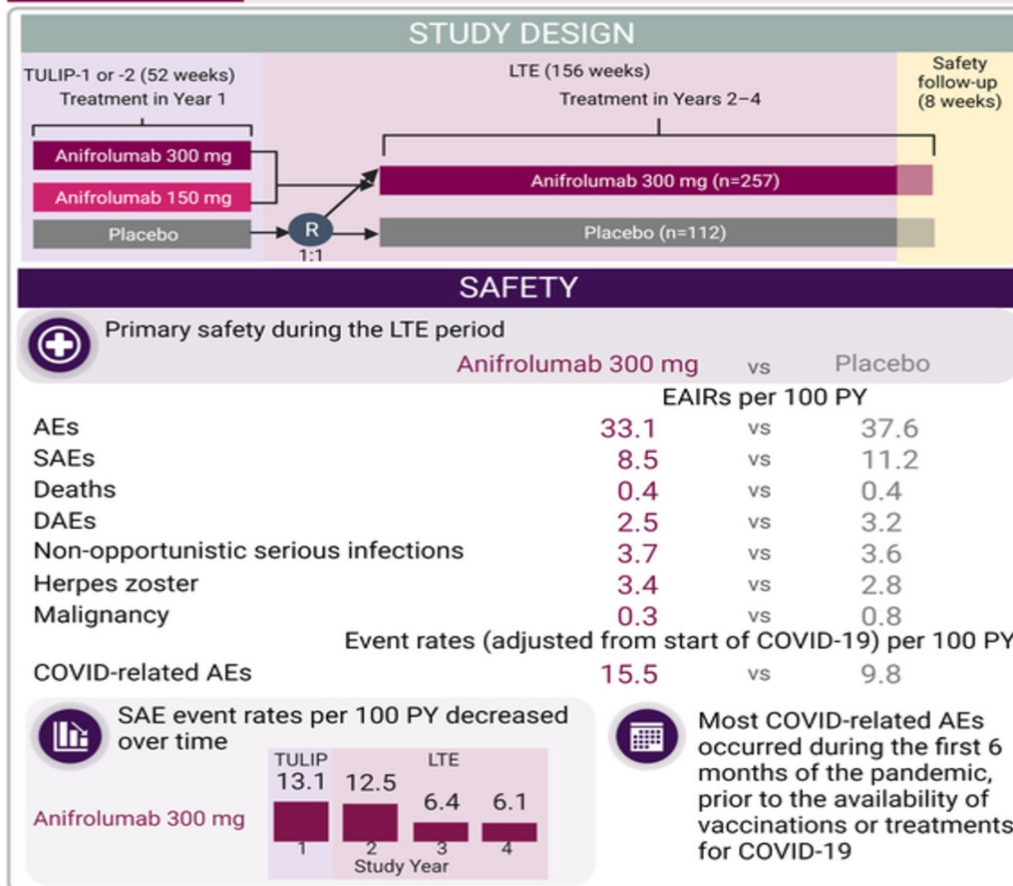 STUDY DESIGN
TULIP-1 or -2 (52 weeks)
Treatment in Year 1
LTE (156 weeks)
Treatment in Years 2–4
Safety
follow-up
(8 weeks)
Anifrolumab 300 mg
Anifrolumab 150 mg
Placebo
R
1:1
Anifrolumab 300 mg (n=257)
Placebo (n=112)
SAFETY
Primary safety during the LTE period
Anifrolumab 300 mg vs Placebo
EAIRs per 100 PY
AEs 33.1 vs 37.6
SAEs 8.5 vs 11.2
Deaths 0.4 vs 0.4
DAEs 2.5 vs 3.2
Non-opportunistic serious infections 3.7 vs 3.6
Herpes zoster 3.4 vs 2.8
Malignancy 0.3 vs 0.8
Event rates (adjusted from start of COVID-19) per 100 PY
COVID-related AEs 15.5 vs 9.8
SAE event rates per 100 PY decreased
over time
TULIP LTE
13.1 12.5 6.4 6.1
Anifrolumab 300 mg
1 2 3 4
Study Year
Most COVID-related AEs
occurred during the first 6
months of the pandemic,
prior to the availability of
vaccinations or treatments
for COVID-19